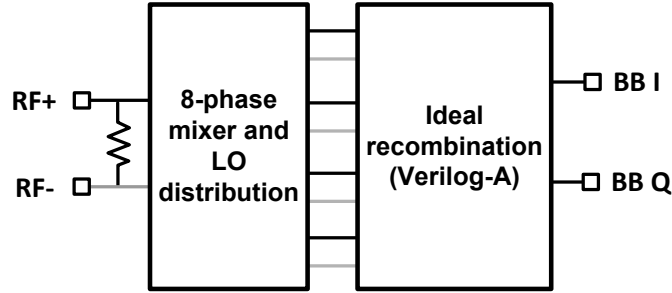 RF+
RF-
8-phase
mixer and
LO
distribution
Ideal
recombination
(Verilog-A)
BB I
BB Q